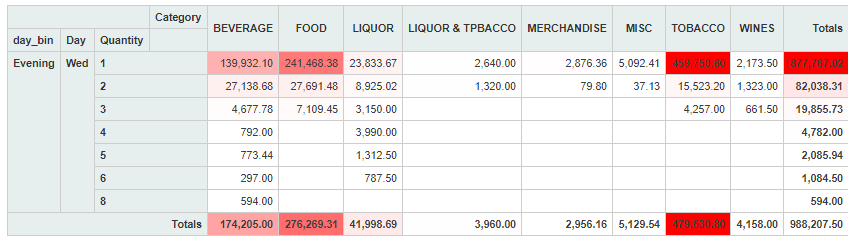 Category BEVERAGE FOOD LIQUOR LIQUOR & TPBACCO MERCHANDISE MISC TOBACCO WINES Totals
day_bin Day Quantity
Evening Wed 1 139,932.10 241,468.38 23,833.67 2,640.00 2,876.36 5,092.41 459,750.60 2,173.50 877,767.02
2 27,138.68 27,691.48 8,925.02 1,320.00 79.80 37.13 15,523.20 1,323.00 82,038.31
3 4,677.78 7,109.45 3,150.00 4,257.00 661.50 19,855.73
4 792.00 3,990.00 4,782.00
5 773.44 1,312.50 2,085.94
6 297.00 787.50 1,084.50
8 594.00 594.00
Totals 174,205.00 276,269.31 41,998.69 3,960.00 2,956.16 5,129.54 479,530.80 4,158.00 988,207.50